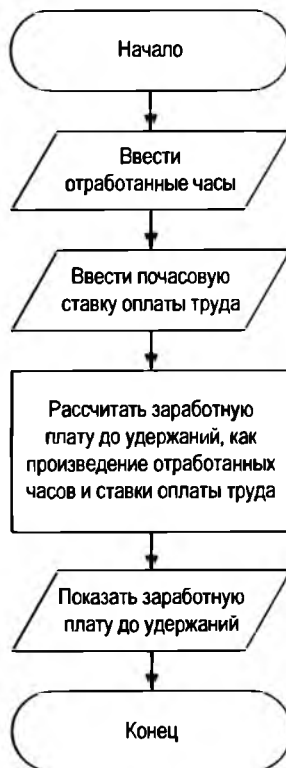 Начало
Ввести
отработанные часы
Ввести почасовую
ставку оплаты труда
Рассчитать заработную
плату до удержаний, как
произведение отработанных
часов и ставки оплаты труда
Показать заработную
плату до удержаний
Конец